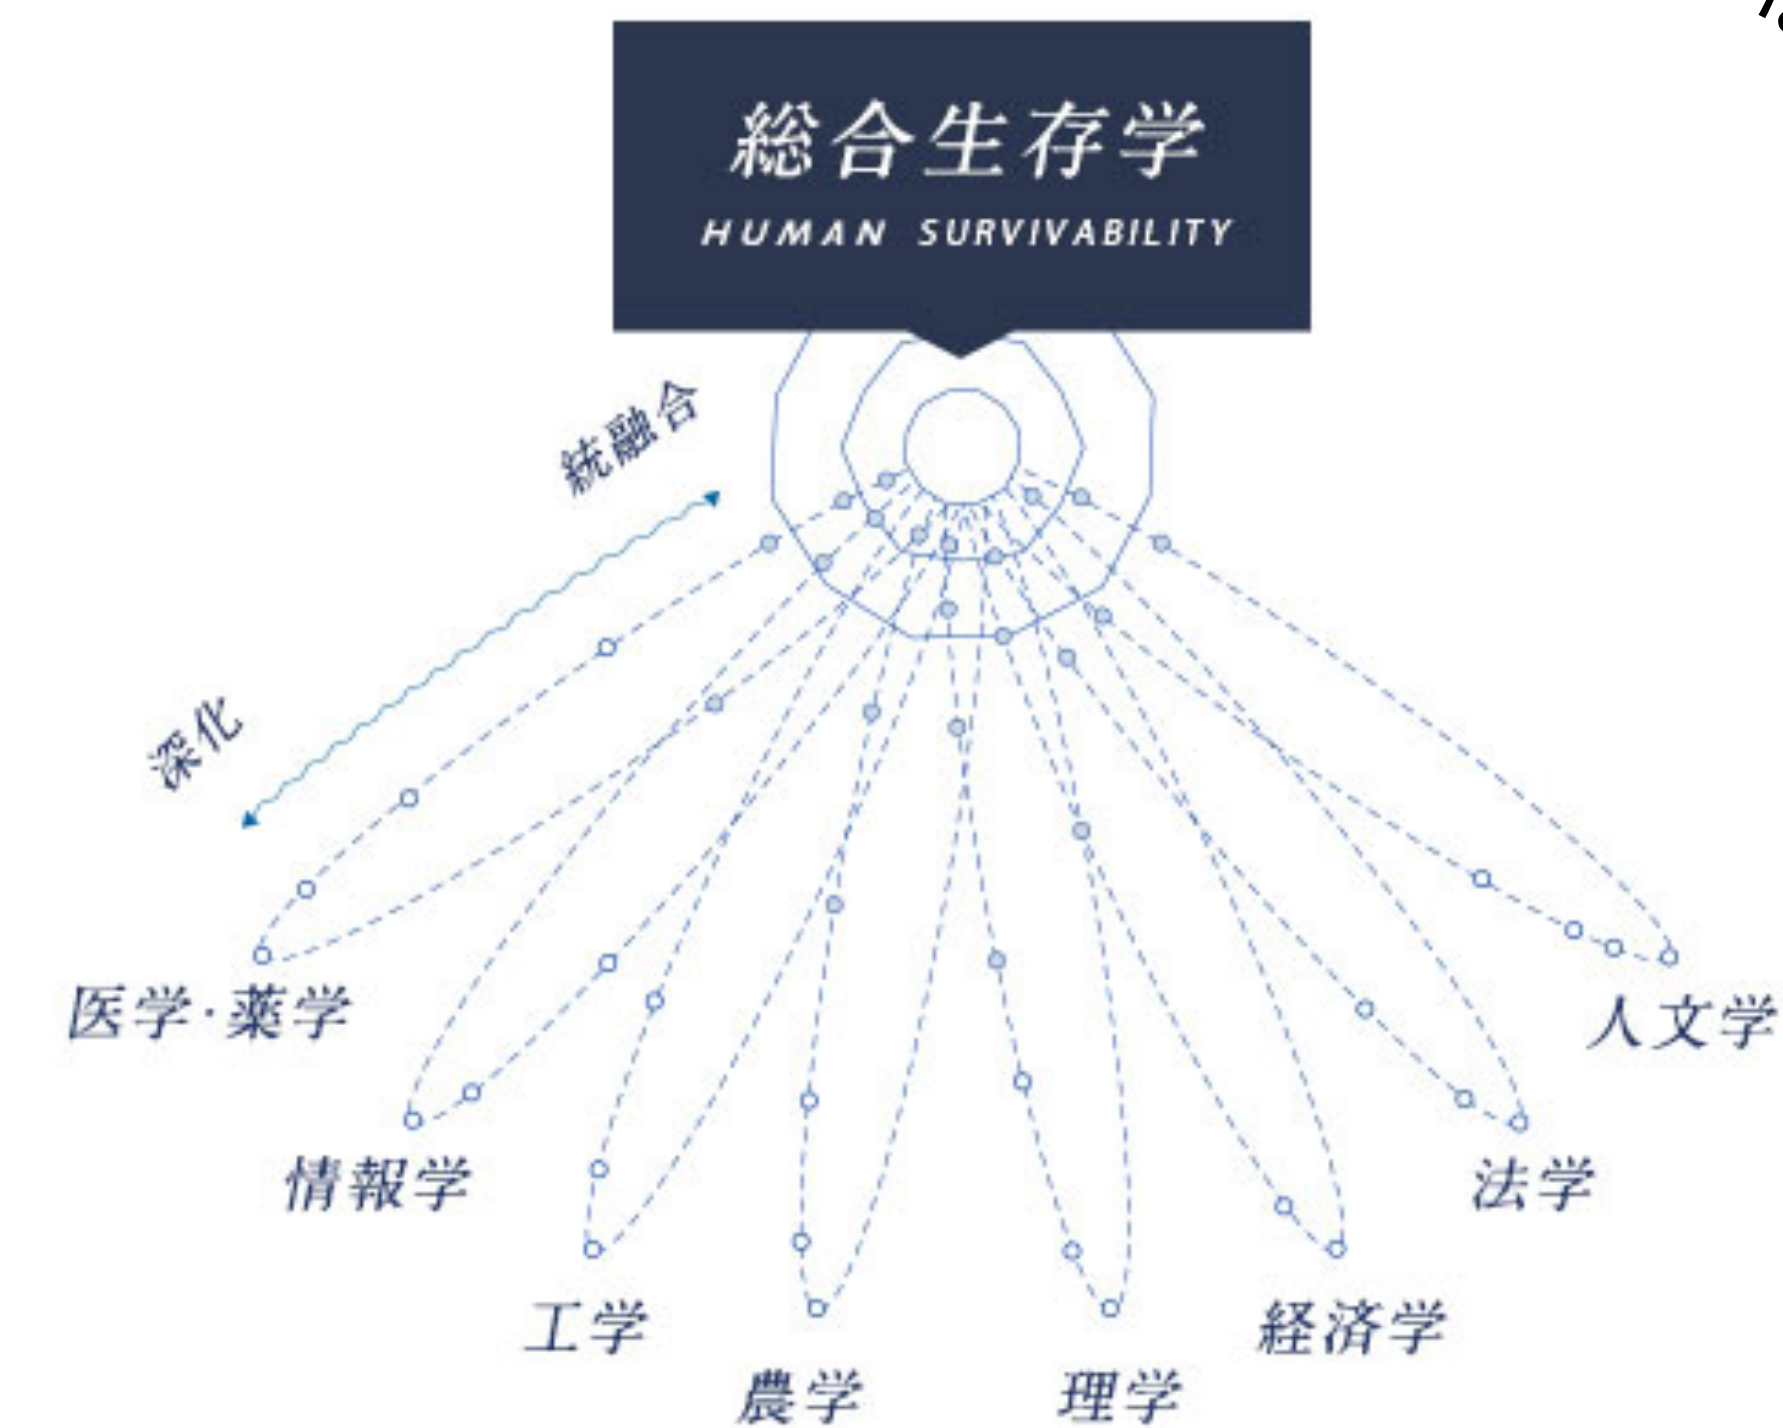 総合生存学
HUMAN SURVIVABILITY
統融合
深化
医学・薬学
人文学
情報学
法学
工学
経済学
農学
理学